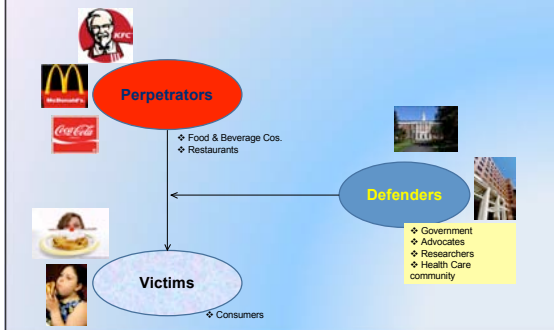 KFC
McDonald's
Perpetrators
Coca-Cola
❖ Food & Beverage Cos.
❖ Restaurants
Defenders
❖ Government
❖ Advocates
❖ Researchers
❖ Health Care
community
Victims
❖ Consumers